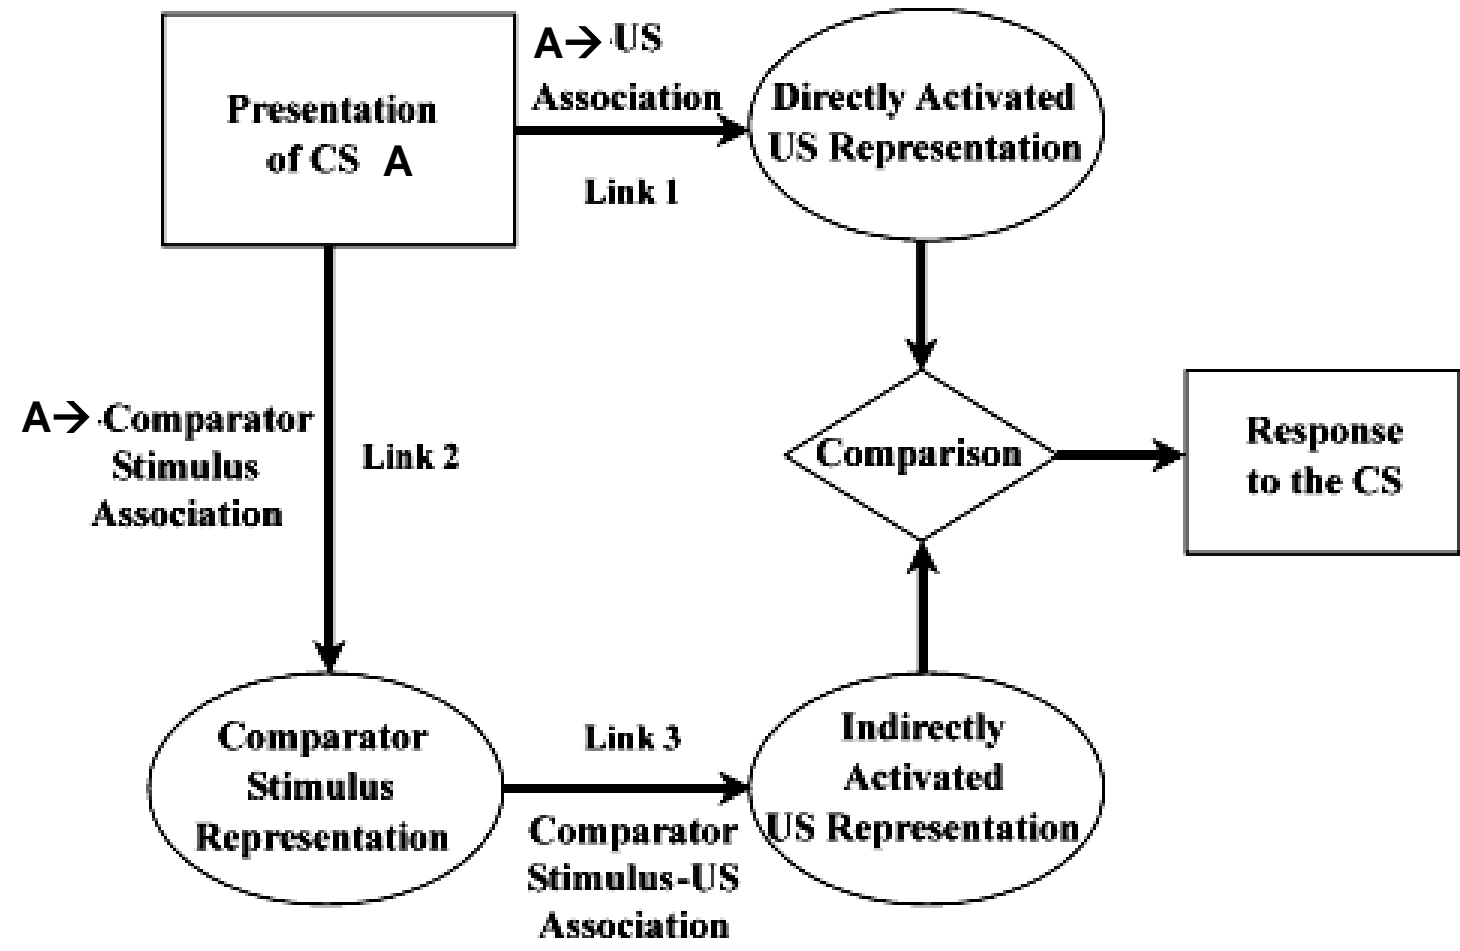 A→ US
Association
Presentation
of CS A
Link 1
Directly Activated
US Representation
A→ Comparator
Stimulus
Association
Link 2
Comparison
Response
to the CS
Comparator
Stimulus
Representation
Link 3
Comparator
Stimulus-US
Association
Indirectly
Activated
US Representation